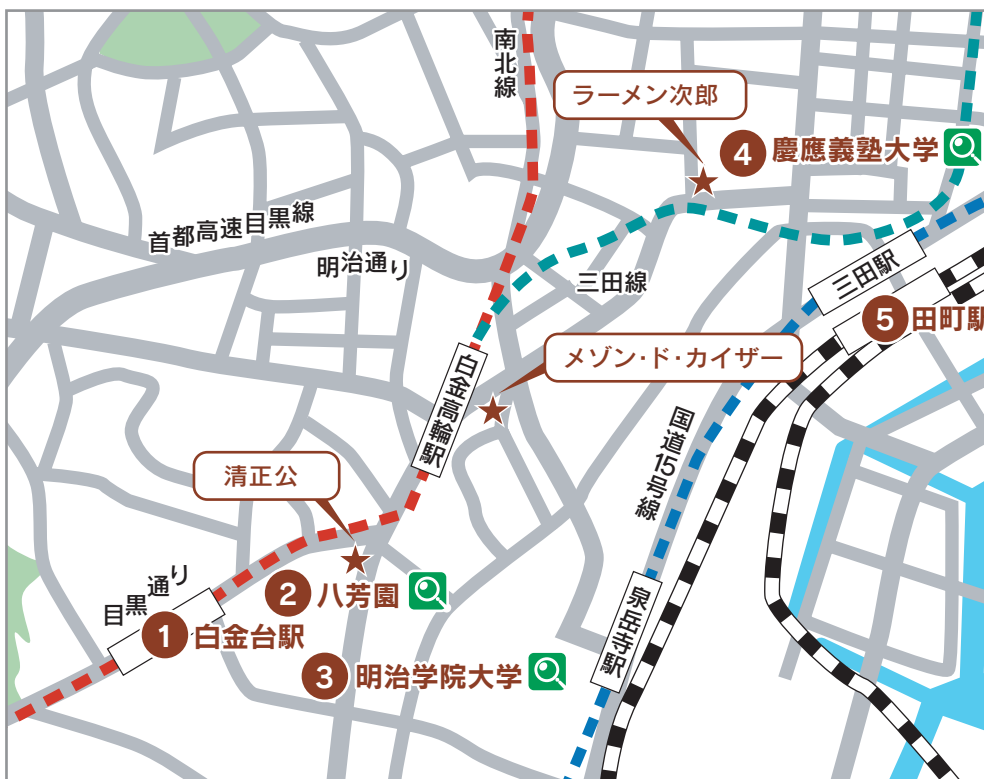 南北線
ラーメン次郎
4 慶應義塾大学
首都高速目黒線
明治通り
三田線
三田駅
5 田町駅
メゾン・ド・カイザー
白金高輪駅
国道15号線
清正公
目黒通り
2 八芳園
1 白金台駅
泉岳寺駅
3 明治学院大学